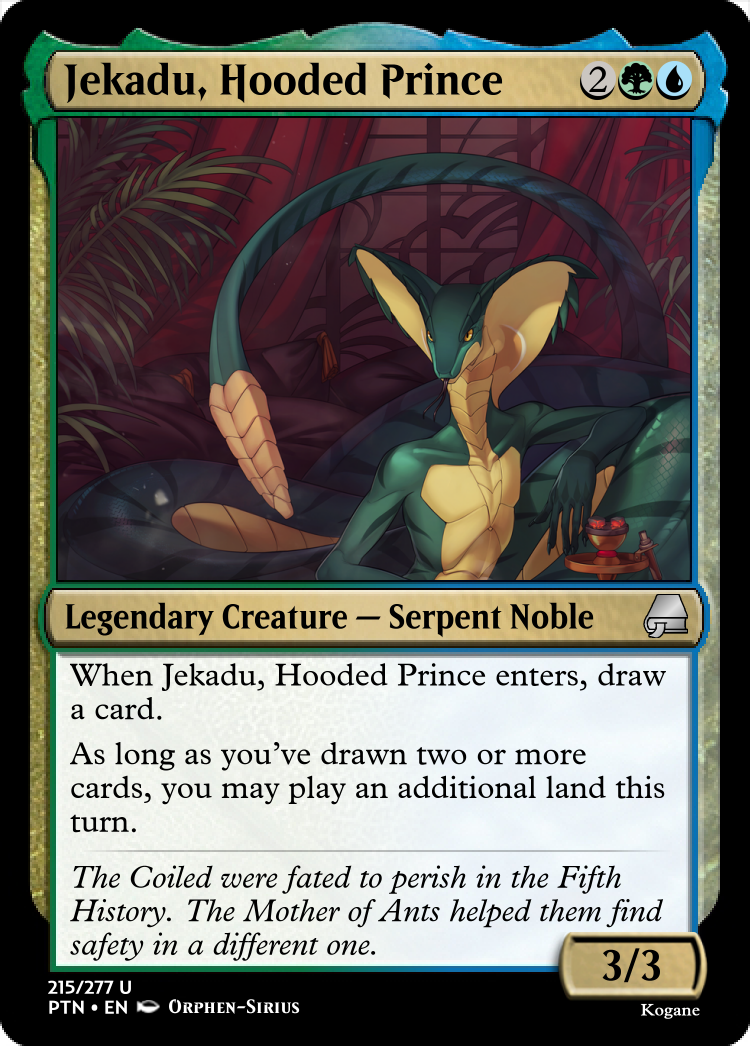 Jekadu, Hooded Prince 2
Legendary Creature — Serpent Noble
When Jekadu, Hooded Prince enters, draw
a card.
As long as you've drawn two or more
cards, you may play an additional land this
turn.
The Coiled were fated to perish in the Fifth
History. The Mother of Ants helped them find
safety in a different one.
3/3
215/277 U
PTN • EN Orphen-Sirius
Kogane